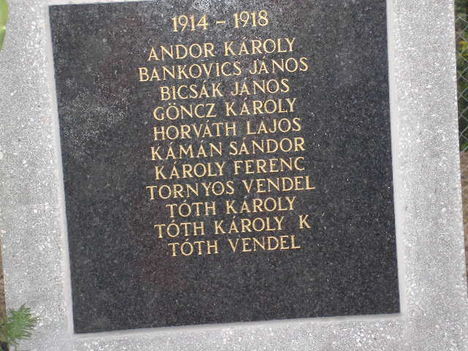 1914 - 1918
ANDOR KÁROLY
BANKOVICS JÁNOS
BICSÁK JÁNOS
GÖNCZ KÁROLY
HORVÁTH LAJOS
KÁMÁN SÁNDOR
KÁROLY FERENC
TORNYOS VENDEL
TÓTH KÁROLY
TÓTH KÁROLY K
TÓTH VENDEL